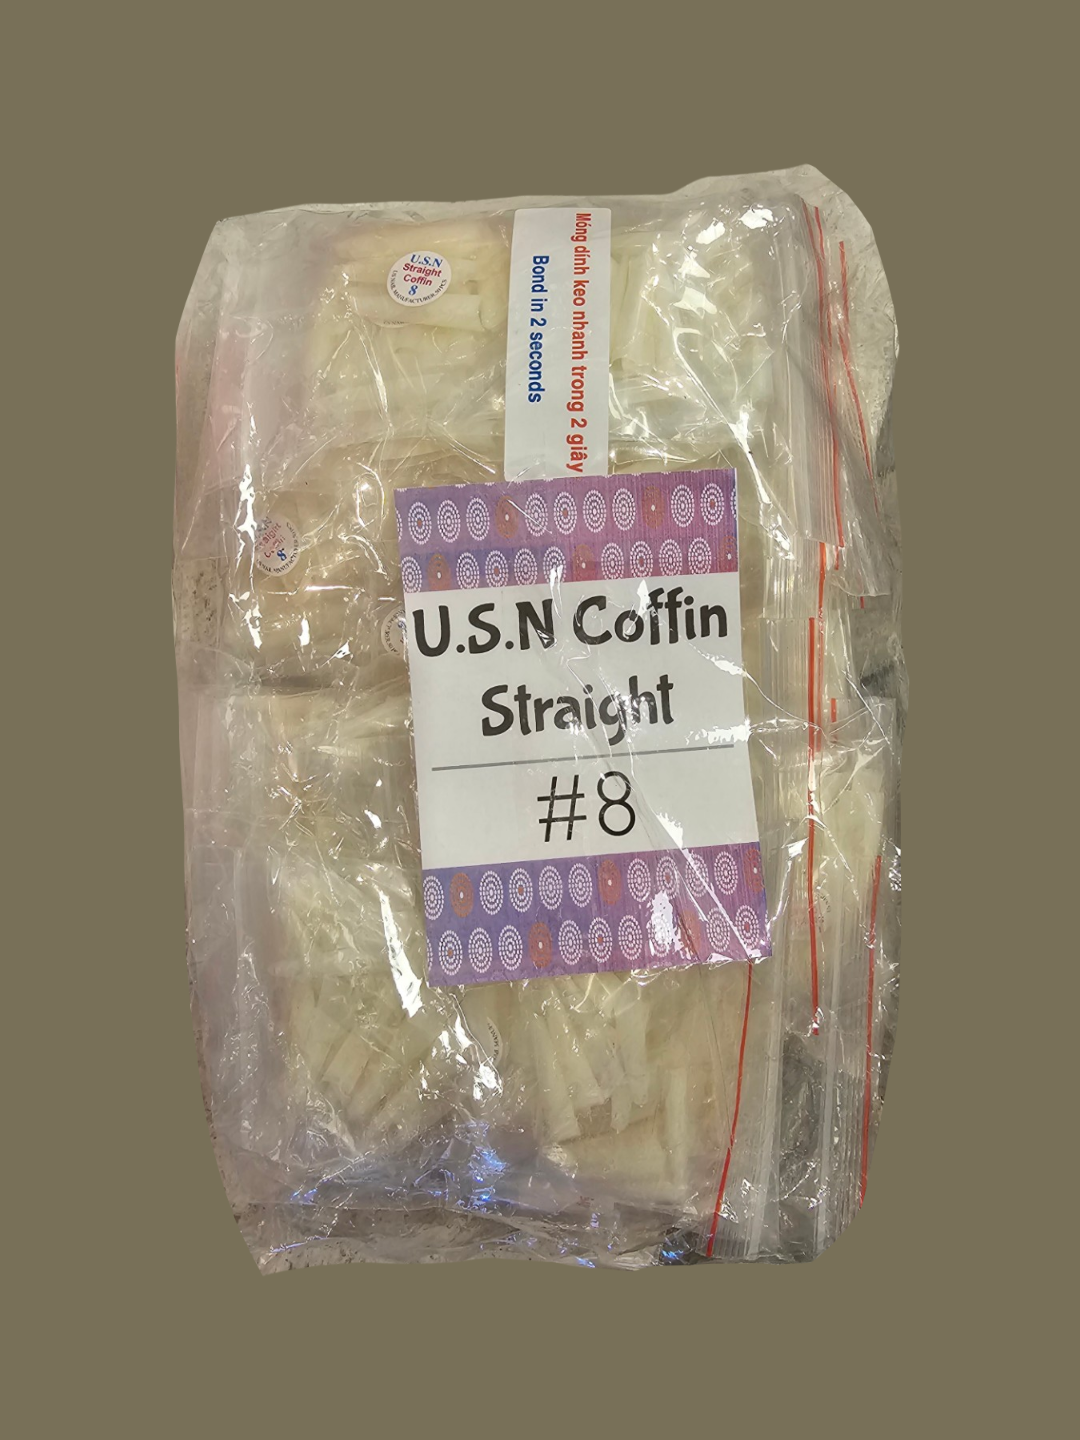 U.S.N
Straight
Coffin
8
Móng dính keo nhanh trong 2 giây
Bond in 2 seconds
U.S.N Coffin
Straight
#8